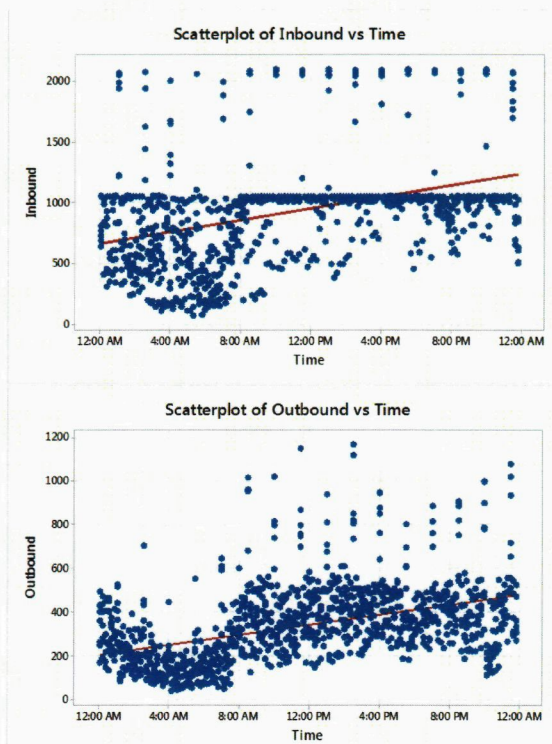 Scatterplot of Inbound vs Time
2000
1500
1000
500
0
Inbound
12:00 AM 4:00 AM 8:00 AM 12:00 PM 4:00 PM 8:00 PM 12:00 AM
Time
Scatterplot of Outbound vs Time
1200
1000
800
600
400
200
0
Outbound
12:00 AM 4:00 AM 8:00 AM 12:00 PM 4:00 PM 8:00 PM 12:00 AM
Time